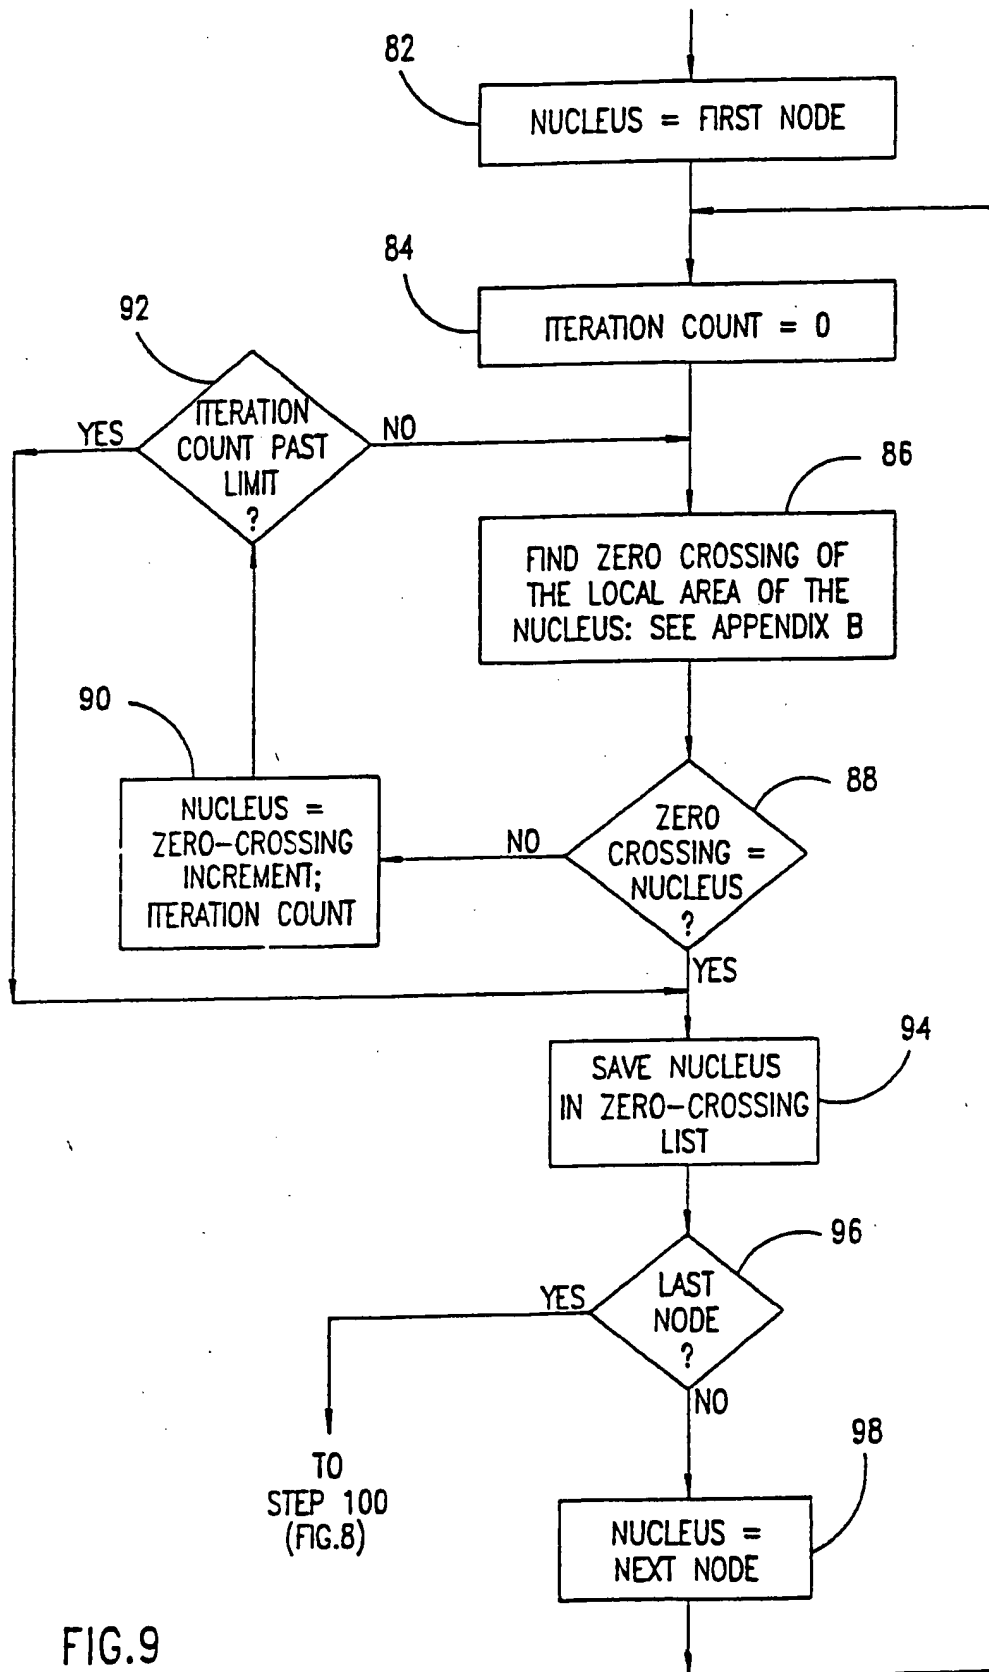 82
NUCLEUS = FIRST NODE
84
ITERATION COUNT = 0
92
ITERATION
COUNT PAST
LIMIT
?
YES
NO
86
FIND ZERO CROSSING OF
THE LOCAL AREA OF THE
NUCLEUS: SEE APPENDIX B
90
NUCLEUS =
ZERO-CROSSING
INCREMENT;
ITERATION COUNT
88
ZERO
CROSSING =
NUCLEUS
?
NO
YES
94
SAVE NUCLEUS
IN ZERO-CROSSING
LIST
96
LAST
NODE
?
YES
NO
TO
STEP 100
(FIG.8)
98
NUCLEUS =
NEXT NODE
FIG.9